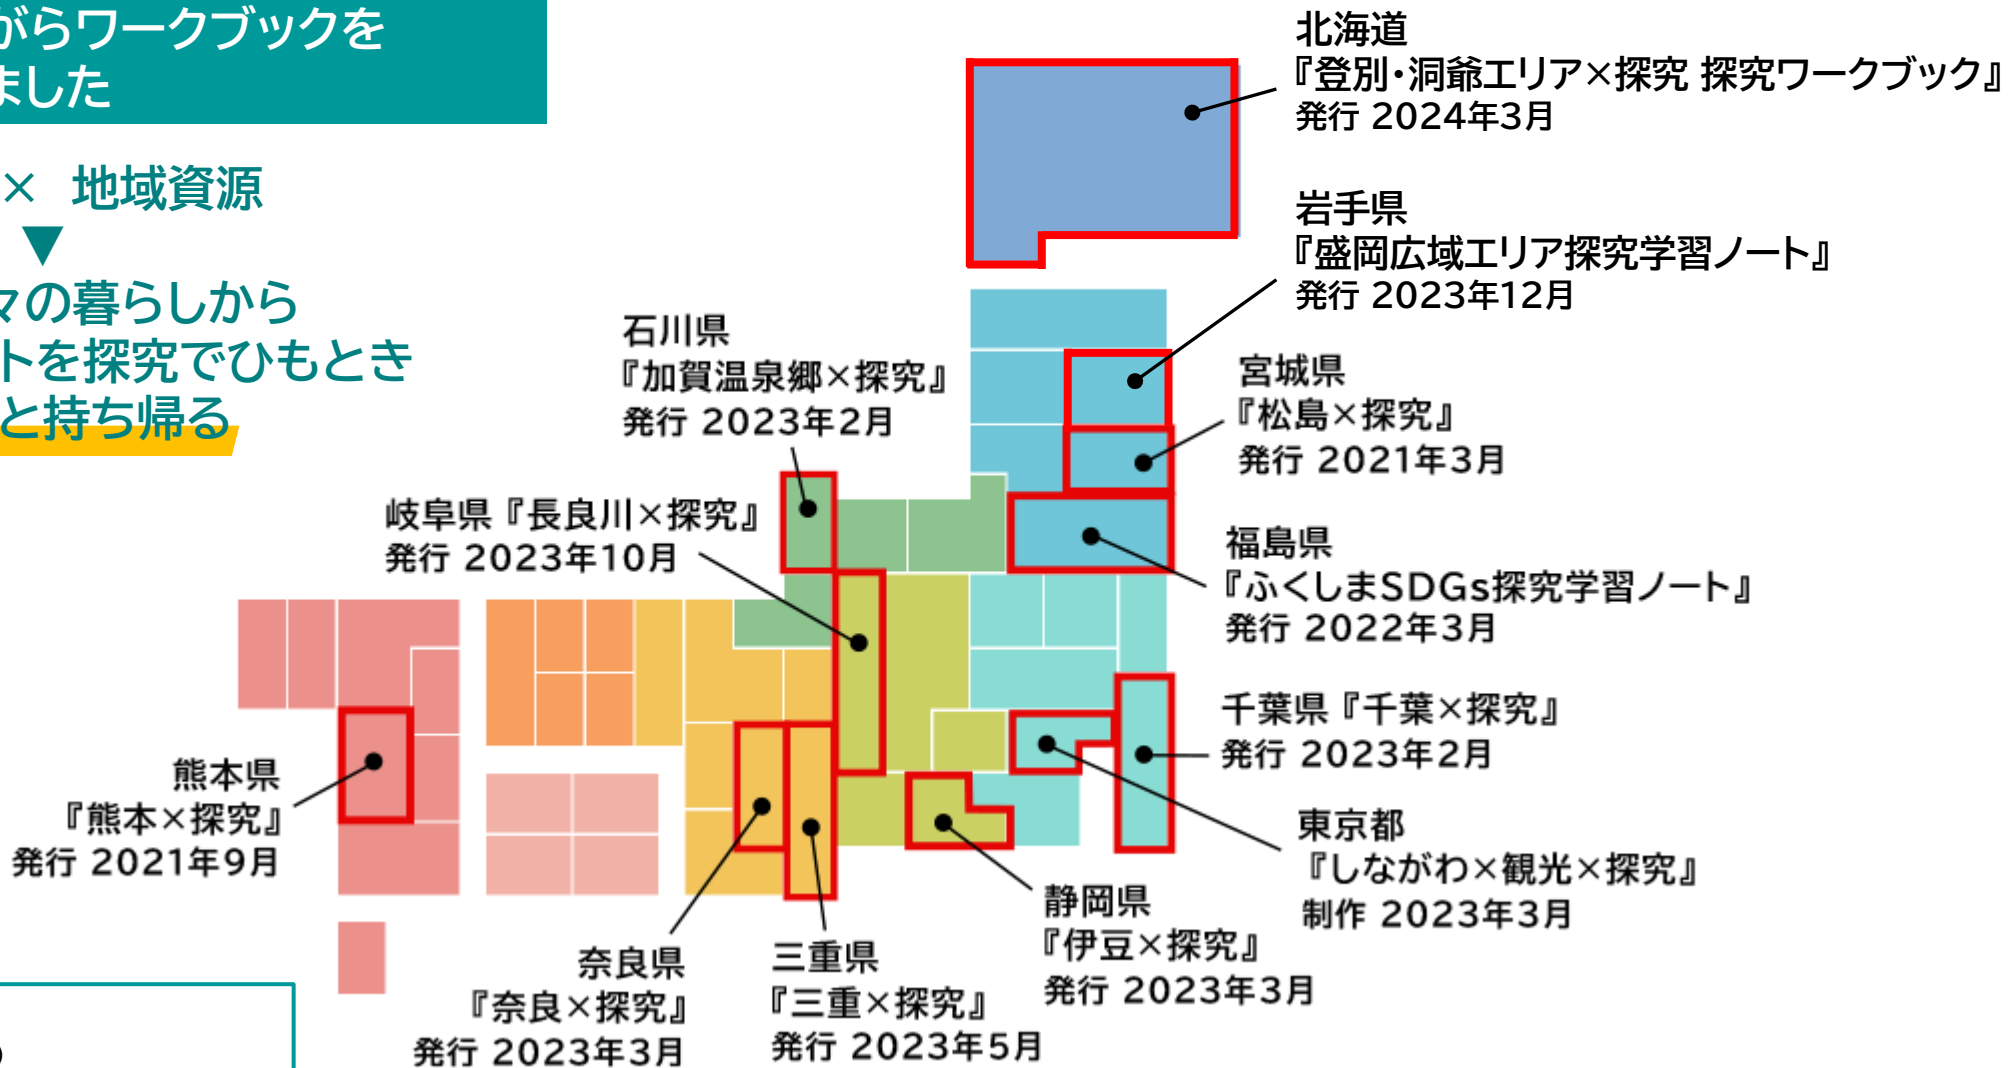 がらワークブックを
ました
× 地域資源
▼
々の暮らしから
トを探究でひもとき
と持ち帰る
北海道
『登別・洞爺エリア×探究 探究ワークブック』
発行 2024年3月
岩手県
『盛岡広域エリア探究学習ノート』
発行 2023年12月
石川県
『加賀温泉郷×探究』
発行 2023年2月
宮城県
『松島×探究』
発行 2021年3月
岐阜県『長良川×探究』
発行 2023年10月
福島県
『ふくしまSDGs探究学習ノート』
発行 2022年3月
千葉県『千葉×探究』
発行 2023年2月
熊本県
『熊本×探究』
発行 2021年9月
東京都
『しながわ×観光×探究』
制作 2023年3月
静岡県
『伊豆×探究』
発行 2023年3月
奈良県
『奈良×探究』
発行 2023年3月
三重県
『三重×探究』
発行 2023年5月